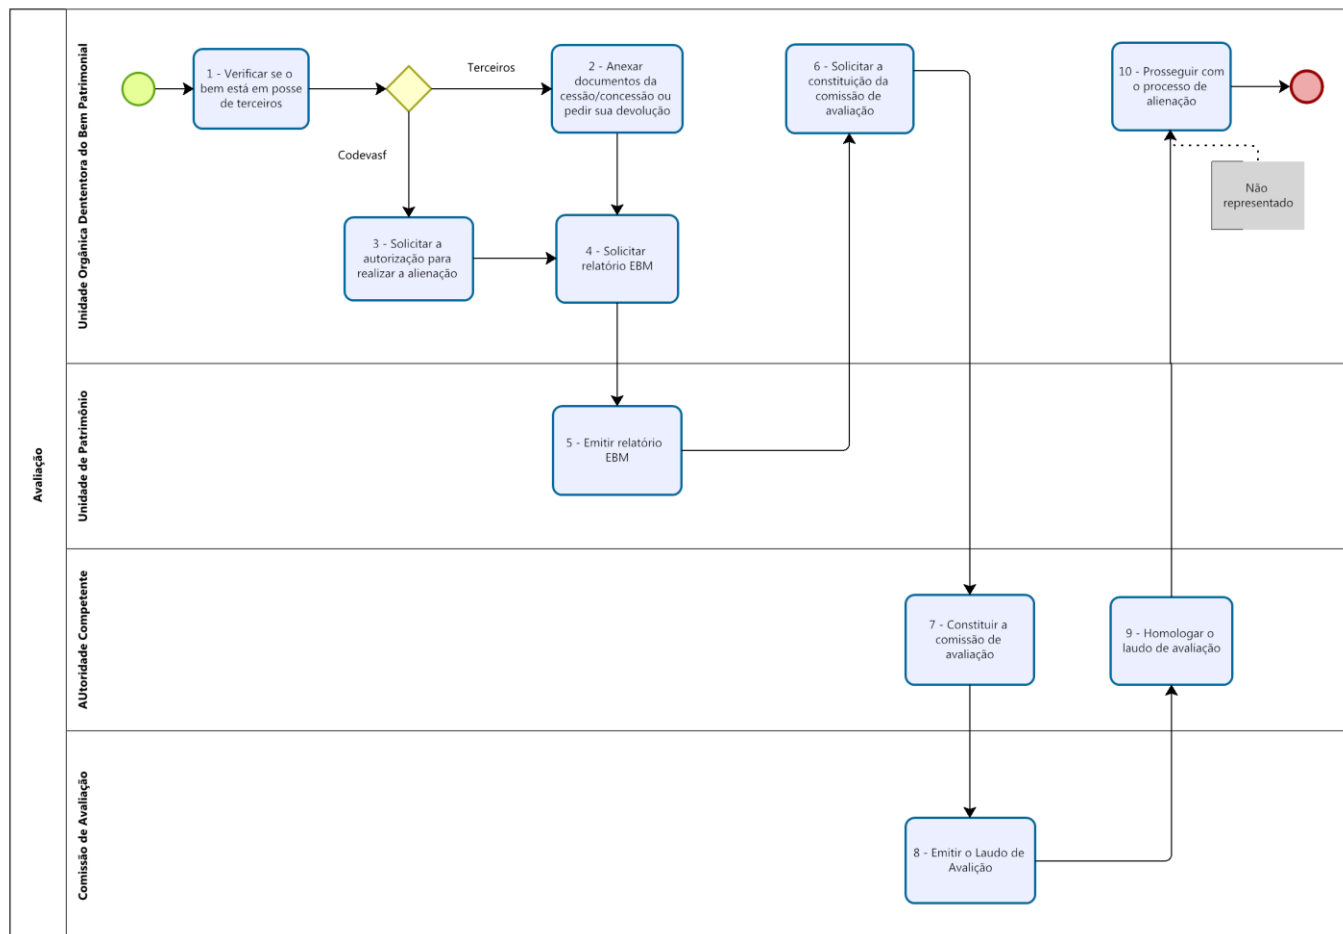 Avaliação
Unidade Orgânica Dententora do Bem Patrimonial
1 - Verificar se o
bem está em posse
de terceiros
Terceiros
Codevasf
2 - Anexar
documentos da
cessão/concessão ou
pedir sua devolução
3 - Solicitar a
autorização para
realizar a alienação
4 - Solicitar
relatório EBM
6 - Solicitar a
constituição da
comissão de
avaliação
10 - Prosseguir com
o processo de
alienação
Não
representado
Unidade de Patrimônio
5 - Emitir relatório
EBM
AUtoridade Competente
7 - Constituir a
comissão de
avaliação
9 - Homologar o
laudo de avaliação
Comissão de Avaliação
8 - Emitir o Laudo de
Avalição